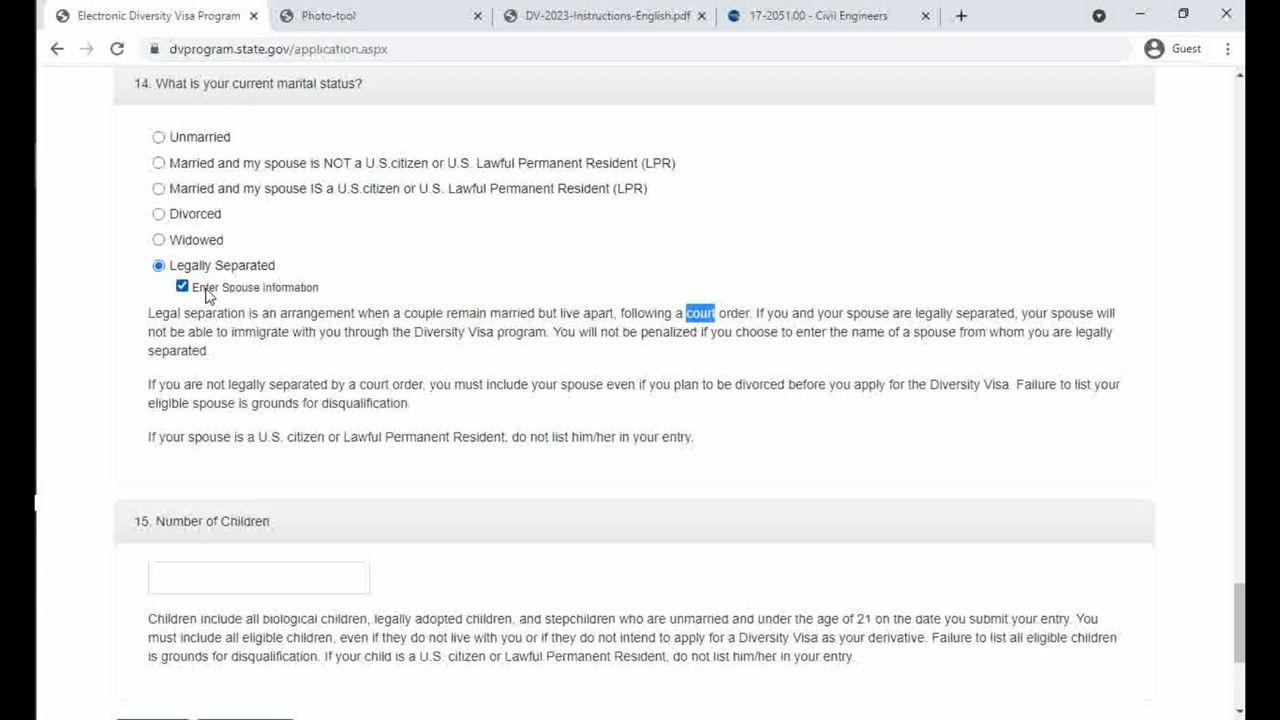 Electronic Diversity Visa Program
Photo-tool
DV-2023-Instructions-English.pdf
17-2051.00 - Civil Engineers
dvprogram.state.gov/application.aspx
Guest
14. What is your current marital status?
Unmarried
Married and my spouse is NOT a U.S.citizen or U.S. Lawful Permanent Resident (LPR)
Married and my spouse IS a U.S.citizen or U.S. Lawful Permanent Resident (LPR)
Divorced
Widowed
Legally Separated
Enter Spouse Information
Legal separation is an arrangement when a couple remain married but live apart, following a court order. If you and your spouse are legally separated, your spouse will
not be able to immigrate with you through the Diversity Visa program. You will not be penalized if you choose to enter the name of a spouse from whom you are legally
separated.
If you are not legally separated by a court order, you must include your spouse even if you plan to be divorced before you apply for the Diversity Visa. Failure to list your
eligible spouse is grounds for disqualification.
If your spouse is a U.S. citizen or Lawful Permanent Resident, do not list him/her in your entry.
15. Number of Children
Children include all biological children, legally adopted children, and stepchildren who are unmarried and under the age of 21 on the date you submit your entry. You
must include all eligible children, even if they do not live with you or if they do not intend to apply for a Diversity Visa as your derivative. Failure to list all eligible children
is grounds for disqualification. If your child is a U.S. citizen or Lawful Permanent Resident, do not list him/her in your entry.